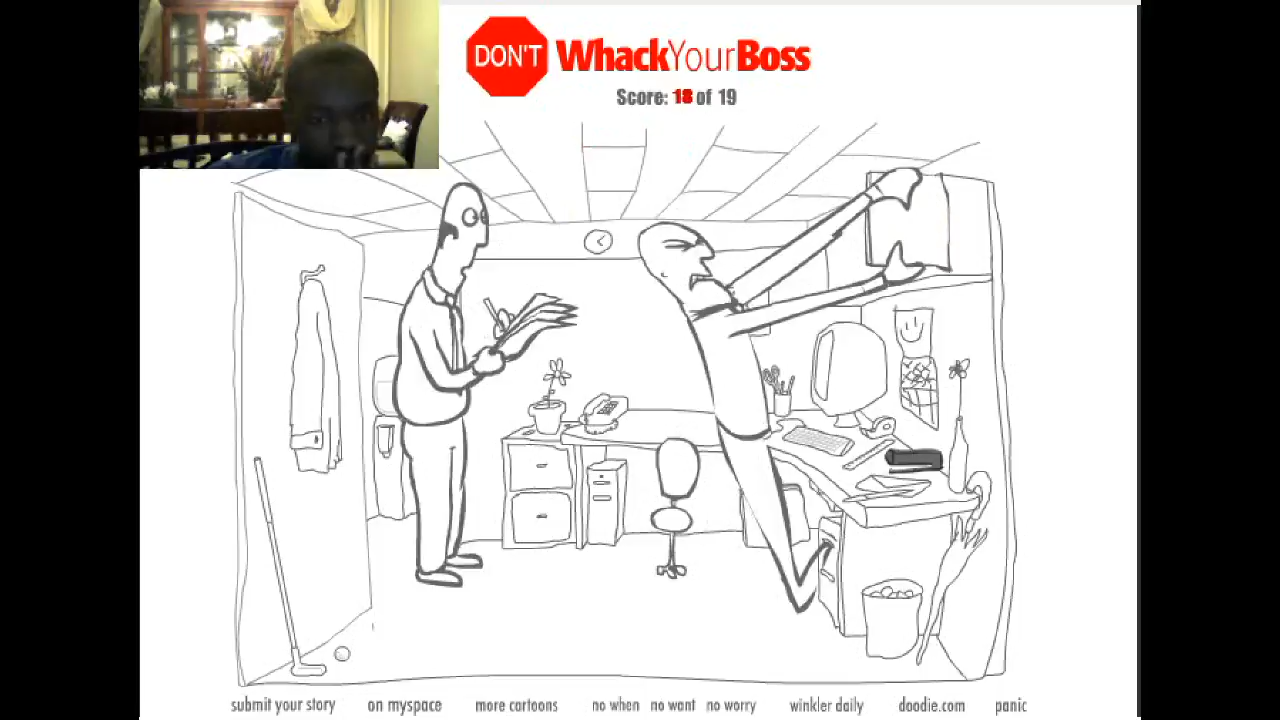 DON'T WhackYourBoss
Score: 18 of 19
submit your story on myspace more cartoons no when no want no worry winkler daily doodie.com panic